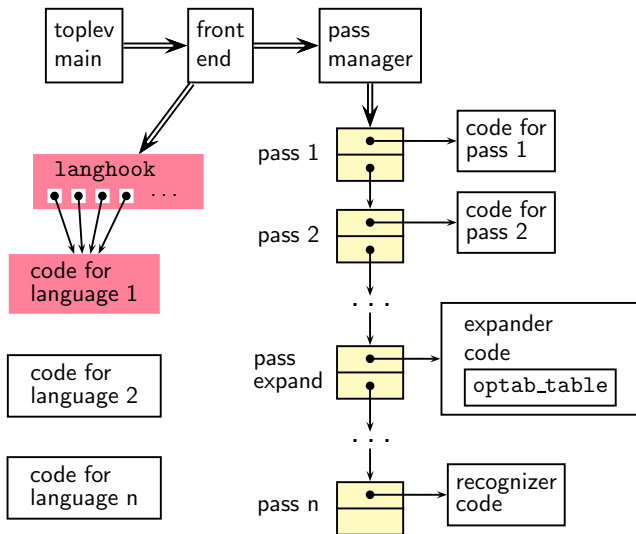 toplev
main
front
end
pass
manager
langhook
. . .
code for
language 1
code for
language 2
code for
language n
pass 1
code for
pass 1
pass 2
code for
pass 2
. . .
pass
expand
expander
code
optab_table
. . .
pass n
recognizer
code